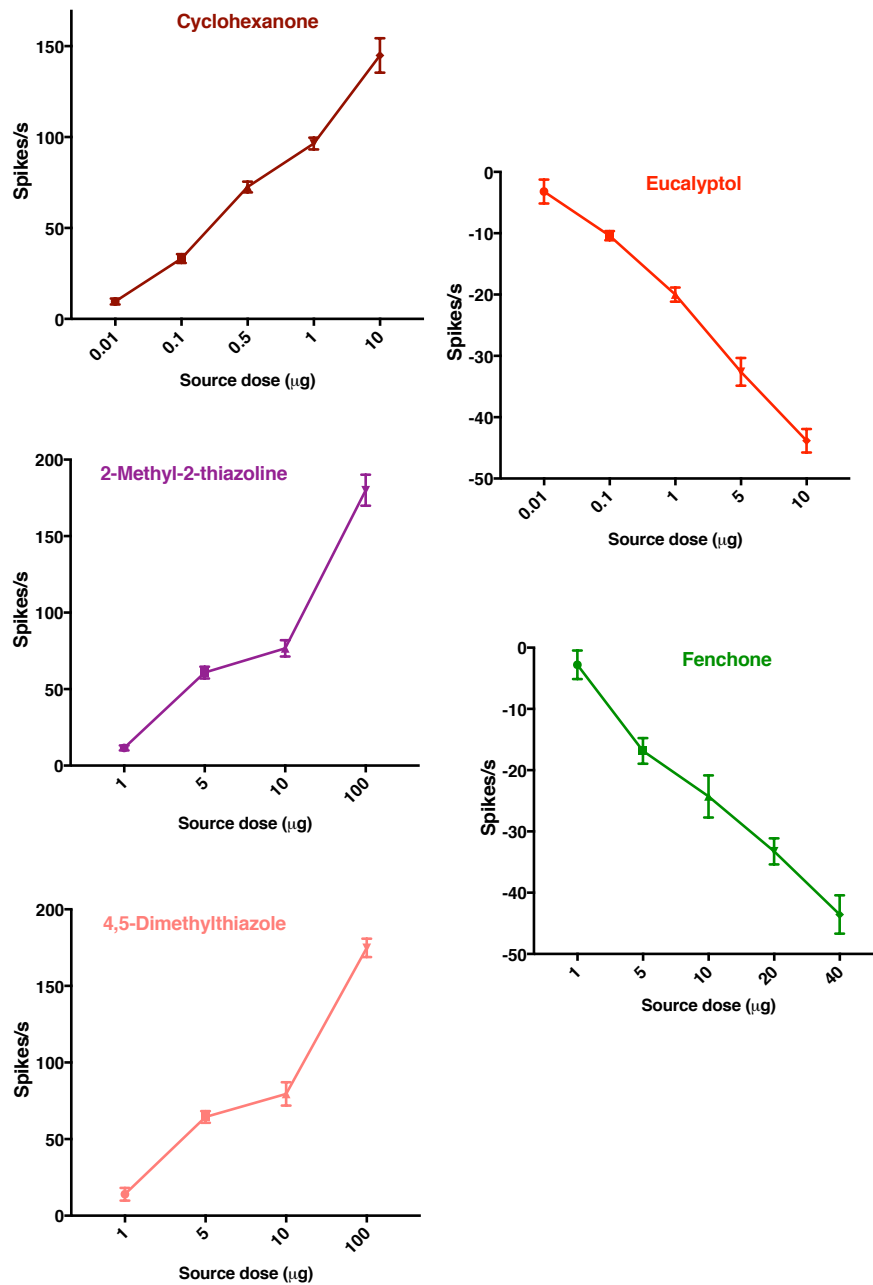 Cyclohexanone
150
100
50
0
Spikes/s
0.01 0.1 0.5 1 10
Source dose (μg)
2-Methyl-2-thiazoline
200
150
100
50
0
Spikes/s
1 5 10 100
Source dose (μg)
4,5-Dimethylthiazole
200
150
100
50
0
Spikes/s
1 5 10 100
Source dose (μg)
Eucalyptol
0
-10
-20
-30
-40
-50
Spikes/s
0.01 0.1 1 5 10
Source dose (μg)
Fenchone
0
-10
-20
-30
-40
-50
Spikes/s
1 5 10 20 40
Source dose (μg)